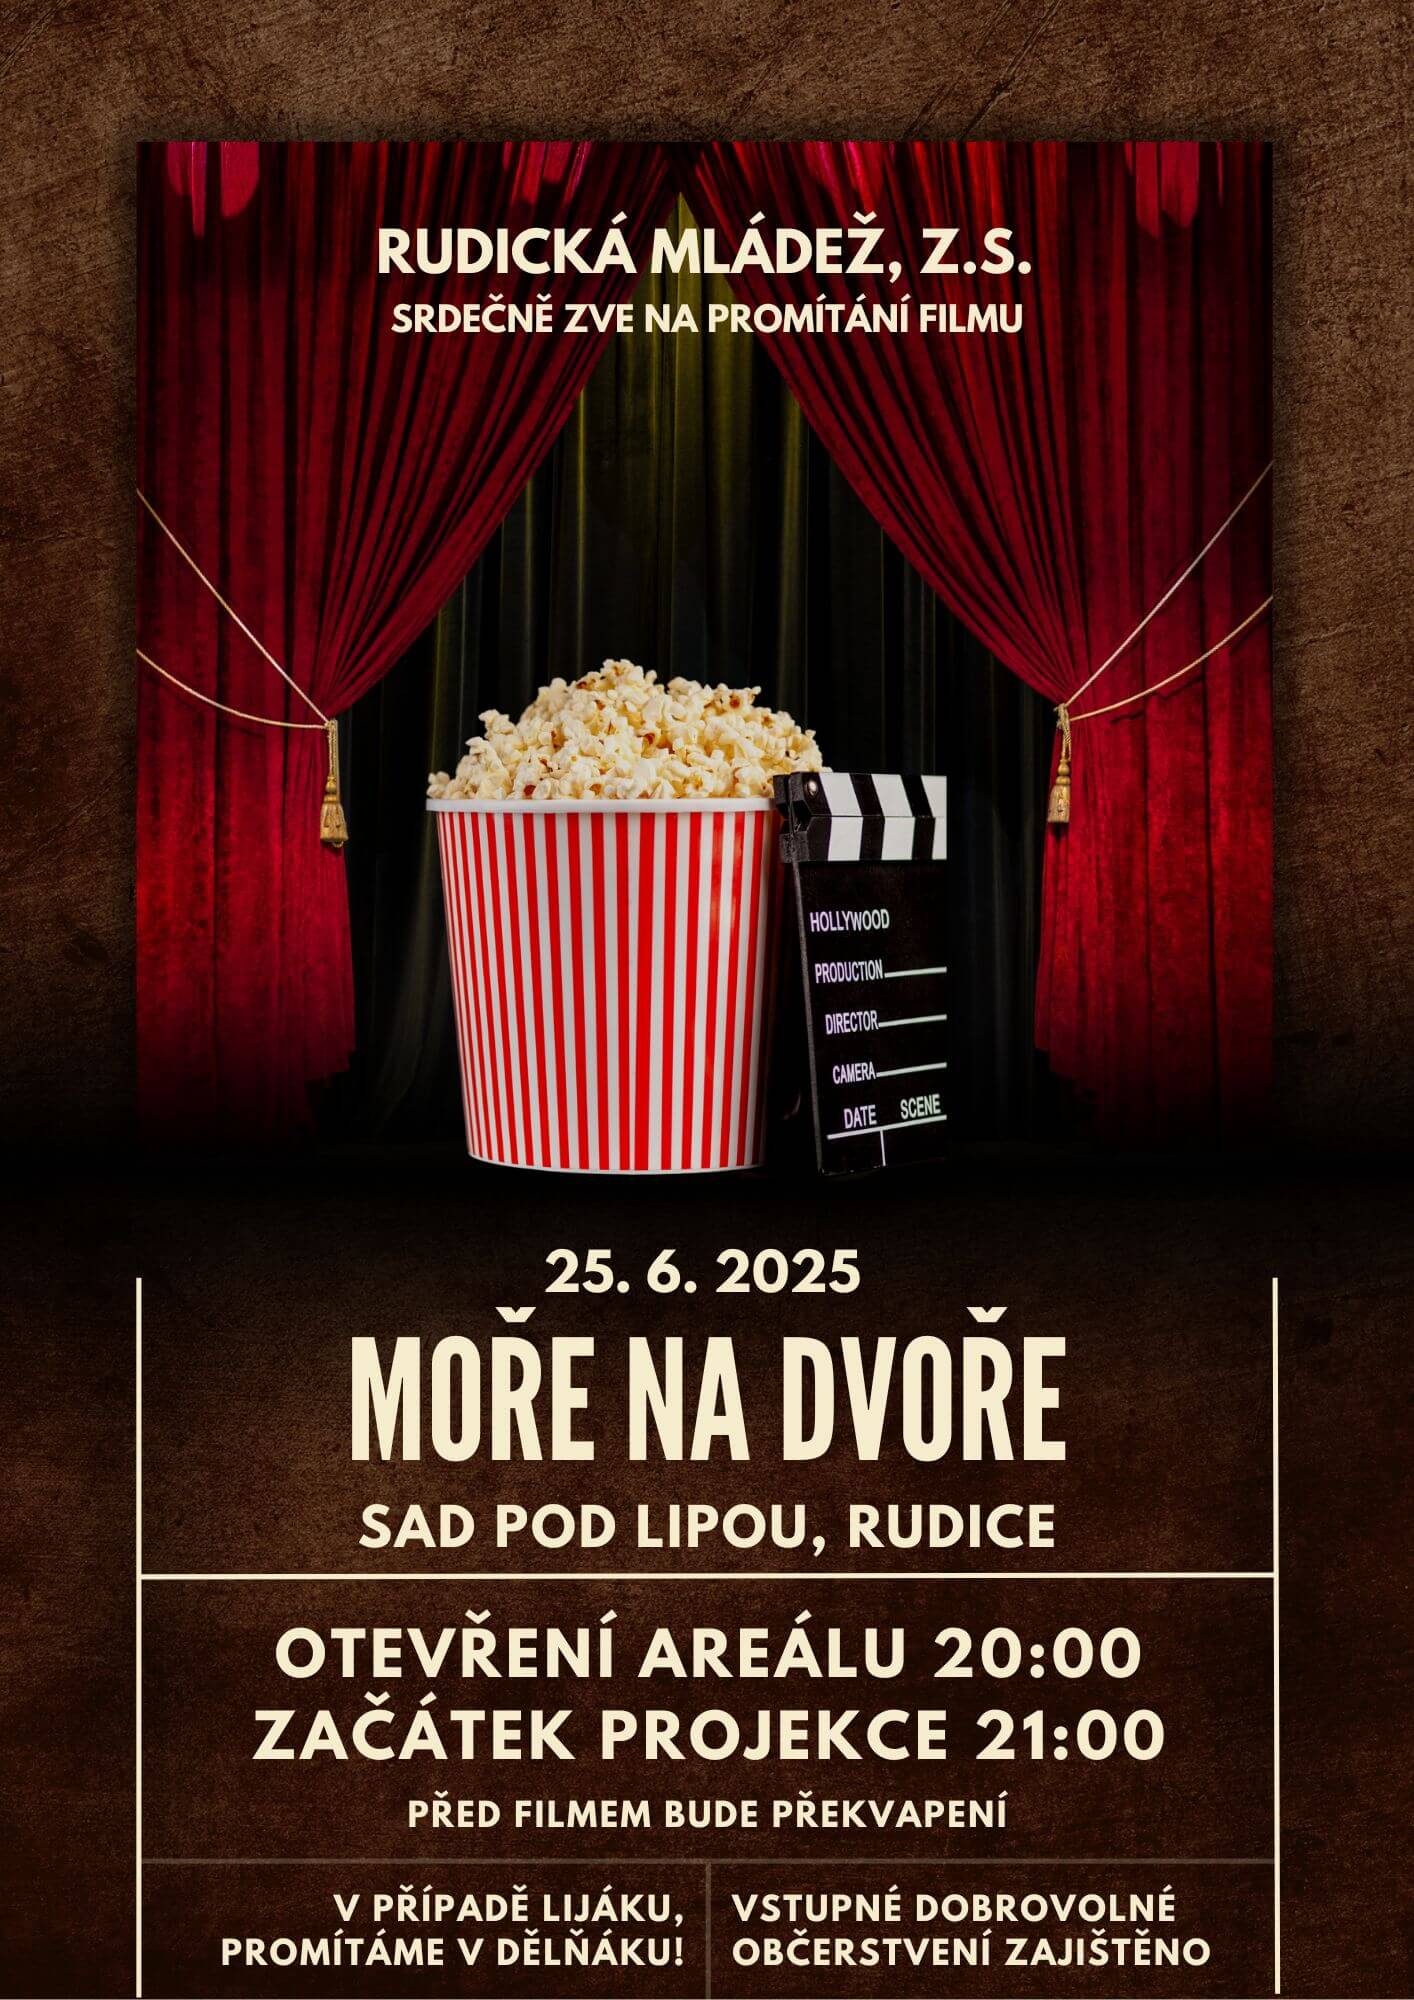 RUDICKÁ MLÁDEŽ, Z.S.
SRDEČNĚ ZVE NA PROMÍTÁNÍ FILMU
HOLLYWOOD
PRODUCTION
DIRECTOR
CAMERA
DATE SCENE
25. 6. 2025
MOŘE NA DVOŘE
SAD POD LIPOU, RUDICE
OTEVŘENÍ AREÁLU 20:00
ZAČÁTEK PROJEKCE 21:00
PŘED FILMEM BUDE PŘEKVAPENÍ
V PŘÍPADĚ LIJÁKU,
PROMÍTÁME V DĚLŇÁKU!
VSTUPNÉ DOBROVOLNÉ
OBČERSTVENÍ ZAJIŠTĚNO